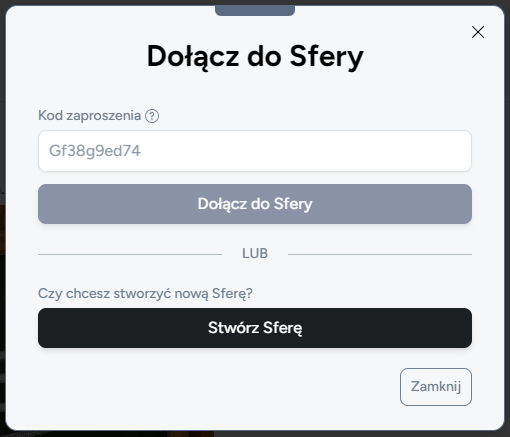 Dołącz do Sfery
Kod zaproszenia ?
Gf38g9ed74
Dołącz do Sfery
LUB
Czy chcesz stworzyć nową Sferę?
Stwórz Sferę
Zamknij